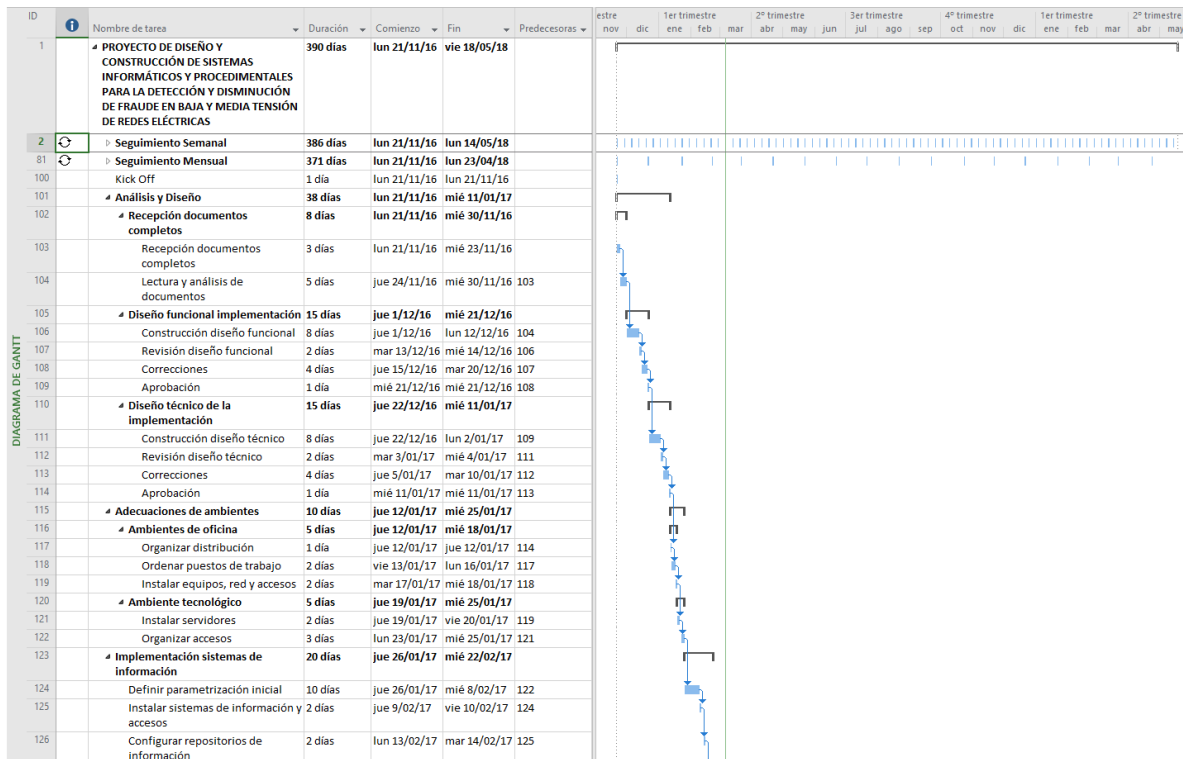 ID Nombre de tarea Duración Comienzo Fin Predecesoras
estre 1er trimestre 2º trimestre 3er trimestre 4º trimestre 1er trimestre 2º trimestre
nov dic ene feb mar abr may jun jul ago sep oct nov dic ene feb mar abr may
DIAGRAMA DE GANTT
1 PROYECTO DE DISEÑO Y 390 días lun 21/11/16 vie 18/05/18
CONSTRUCCIÓN DE SISTEMAS
INFORMÁTICOS Y PROCEDIMENTALES
PARA LA DETECCIÓN Y DISMINUCIÓN
DE FRAUDE EN BAJA Y MEDIA TENSIÓN
DE REDES ELÉCTRICAS
2 Seguimiento Semanal 386 días lun 21/11/16 lun 14/05/18
81 Seguimiento Mensual 371 días lun 21/11/16 lun 23/04/18
100 Kick Off 1 día lun 21/11/16 lun 21/11/16
101 Análisis y Diseño 38 días lun 21/11/16 mié 11/01/17
102 Recepción documentos 8 días lun 21/11/16 mié 30/11/16
completos
103 Recepción documentos 3 días lun 21/11/16 mié 23/11/16
completos
104 Lectura y análisis de 5 días jue 24/11/16 mié 30/11/16 103
documentos
105 Diseño funcional implementación 15 días jue 1/12/16 mié 21/12/16
106 Construcción diseño funcional 8 días jue 1/12/16 lun 12/12/16 104
107 Revisión diseño funcional 2 días mar 13/12/16 mié 14/12/16 106
108 Correcciones 4 días jue 15/12/16 mar 20/12/16 107
109 Aprobación 1 día mié 21/12/16 mié 21/12/16 108
110 Diseño técnico de la 15 días jue 22/12/16 mié 11/01/17
implementación
111 Construcción diseño técnico 8 días jue 22/12/16 lun 2/01/17 109
112 Revisión diseño técnico 2 días mar 3/01/17 mié 4/01/17 111
113 Correcciones 4 días jue 5/01/17 mar 10/01/17 112
114 Aprobación 1 día mié 11/01/17 mié 11/01/17 113
115 Adecuaciones de ambientes 10 días jue 12/01/17 mié 25/01/17
116 Ambientes de oficina 5 días jue 12/01/17 mié 18/01/17
117 Organizar distribución 1 día jue 12/01/17 jue 12/01/17 114
118 Ordenar puestos de trabajo 2 días vie 13/01/17 lun 16/01/17 117
119 Instalar equipos, red y accesos 2 días mar 17/01/17 mié 18/01/17 118
120 Ambiente tecnológico 5 días jue 19/01/17 mié 25/01/17
121 Instalar servidores 2 días jue 19/01/17 vie 20/01/17 119
122 Organizar accesos 3 días lun 23/01/17 mié 25/01/17 121
123 Implementación sistemas de 20 días jue 26/01/17 mié 22/02/17
información
124 Definir parametrización inicial 10 días jue 26/01/17 mié 8/02/17 122
125 Instalar sistemas de información y 2 días jue 9/02/17 vie 10/02/17 124
accesos
126 Configurar repositorios de 2 días lun 13/02/17 mar 14/02/17 125
información